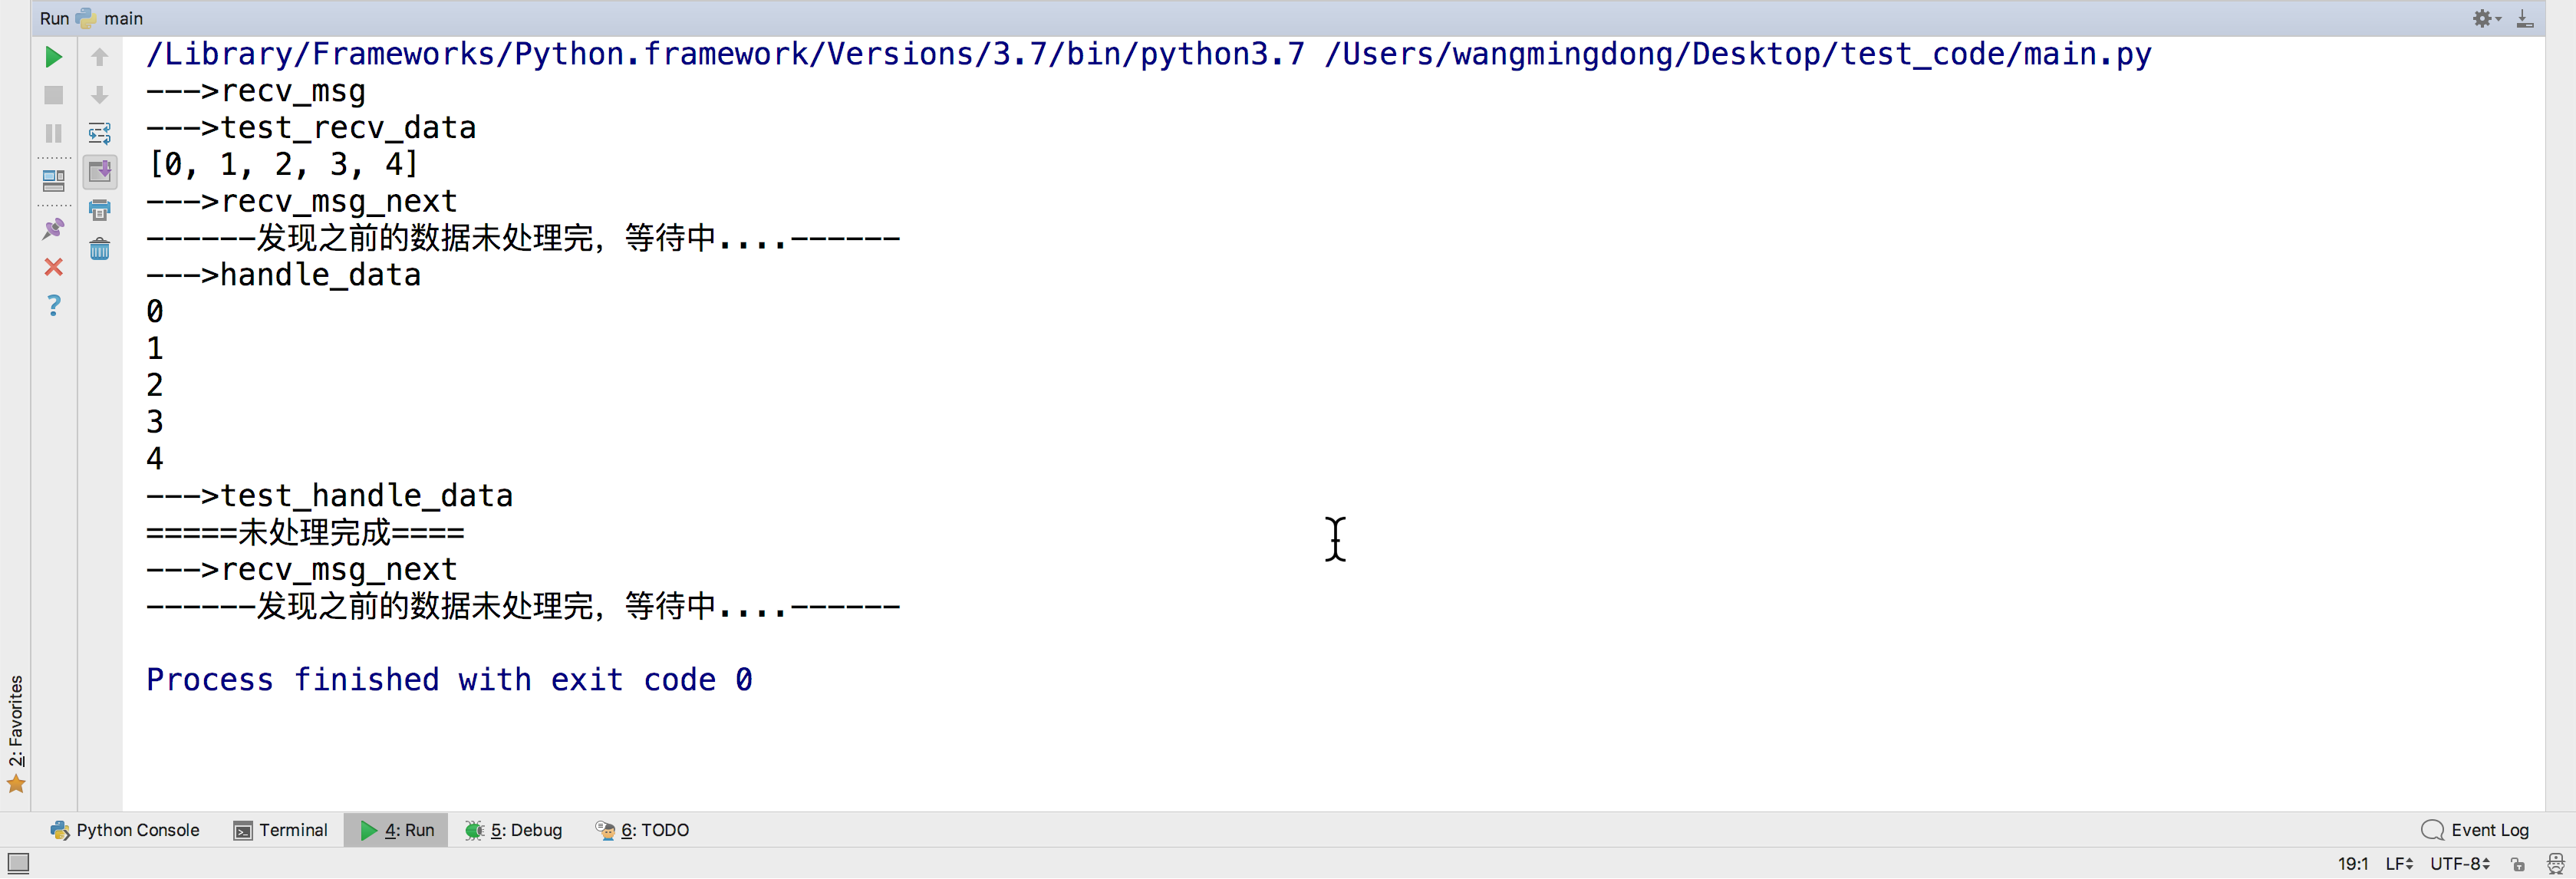 Run main
/Library/Frameworks/Python.framework/Versions/3.7/bin/python3.7 /Users/wangmingdong/Desktop/test_code/main.py
--->recv_msg
--->test_recv_data
[0, 1, 2, 3, 4]
--->recv_msg_next
------发现之前的数据未处理完，等待中....------
--->handle_data
0
1
2
3
4
--->test_handle_data
=====未处理完成====
--->recv_msg_next
------发现之前的数据未处理完，等待中....------
Process finished with exit code 0
2: Favorites
Python Console Terminal 4: Run 5: Debug 6: TODO Event Log
19:1 LF UTF-8